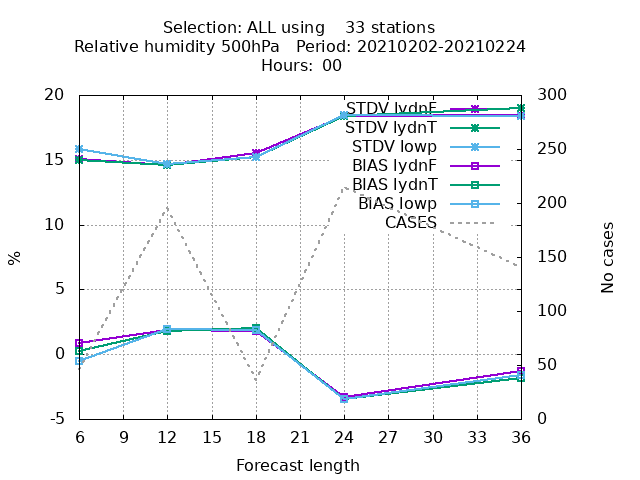 Selection: ALL using 33 stations
Relative humidity 500hPa Period: 20210202-20210224
Hours: 00
20
15
10
5
0
-5
%
300
250
200
150
100
50
0
No cases
STDV lydnF
STDV lydnT
STDV lowp
BIAS lydnF
BIAS lydnT
BIAS lowp
CASES
6 9 12 15 18 21 24 27 30 33 36
Forecast length